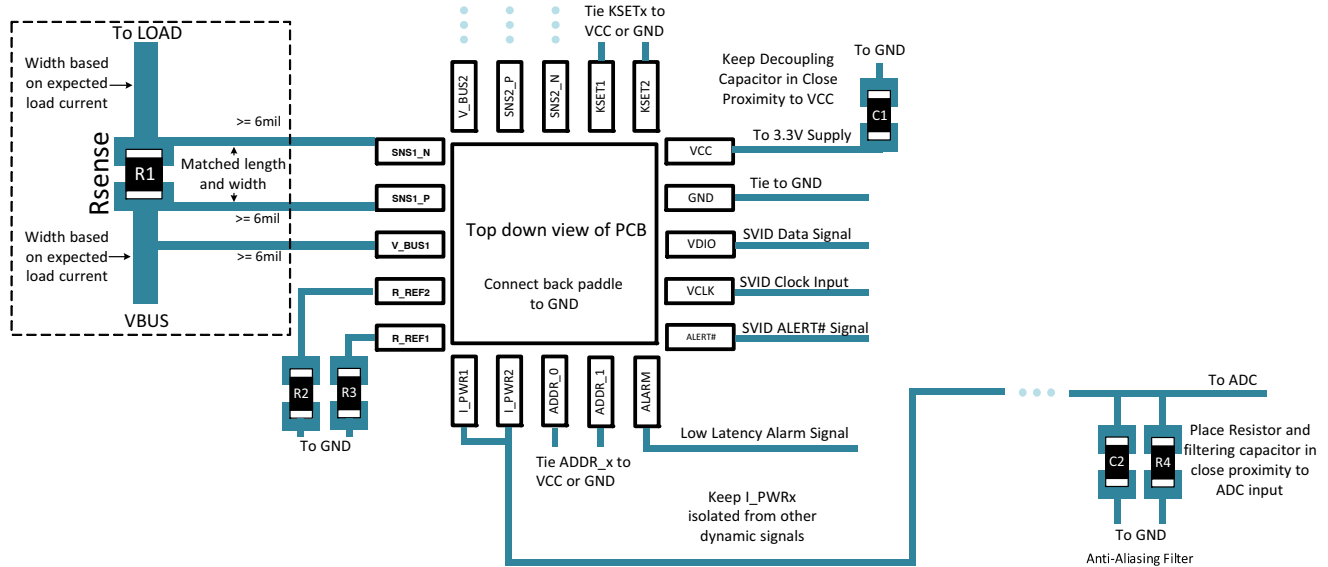 To LOAD
Width based
on expected
load current
>= 6mil
Rsense
R1
Matched length
and width
>= 6mil
Width based
on expected
load current
>= 6mil
VBUS
V_BUS2
SNS2_P
SNS2_N
Tie KSETx to
VCC or GND
KSET1
KSET2
Keep Decoupling
Capacitor in Close
Proximity to VCC
To GND
C1
SNS1_N
SNS1_P
V_BUS1
R_REF2
R_REF1
Top down view of PCB
Connect back paddle
to GND
VCC
To 3.3V Supply
GND
Tie to GND
VDIO
SVID Data Signal
VCLK
SVID Clock Input
ALERT#
SVID ALERT# Signal
R2
R3
To GND
I_PWR1
I_PWR2
ADDR_0
ADDR_1
ALARM
Low Latency Alarm Signal
Tie ADDR_x to
VCC or GND
Keep I_PWRx
isolated from other
dynamic signals
To ADC
C2
R4
Place Resistor and
filtering capacitor in
close proximity to
ADC input
To GND
Anti-Aliasing Filter